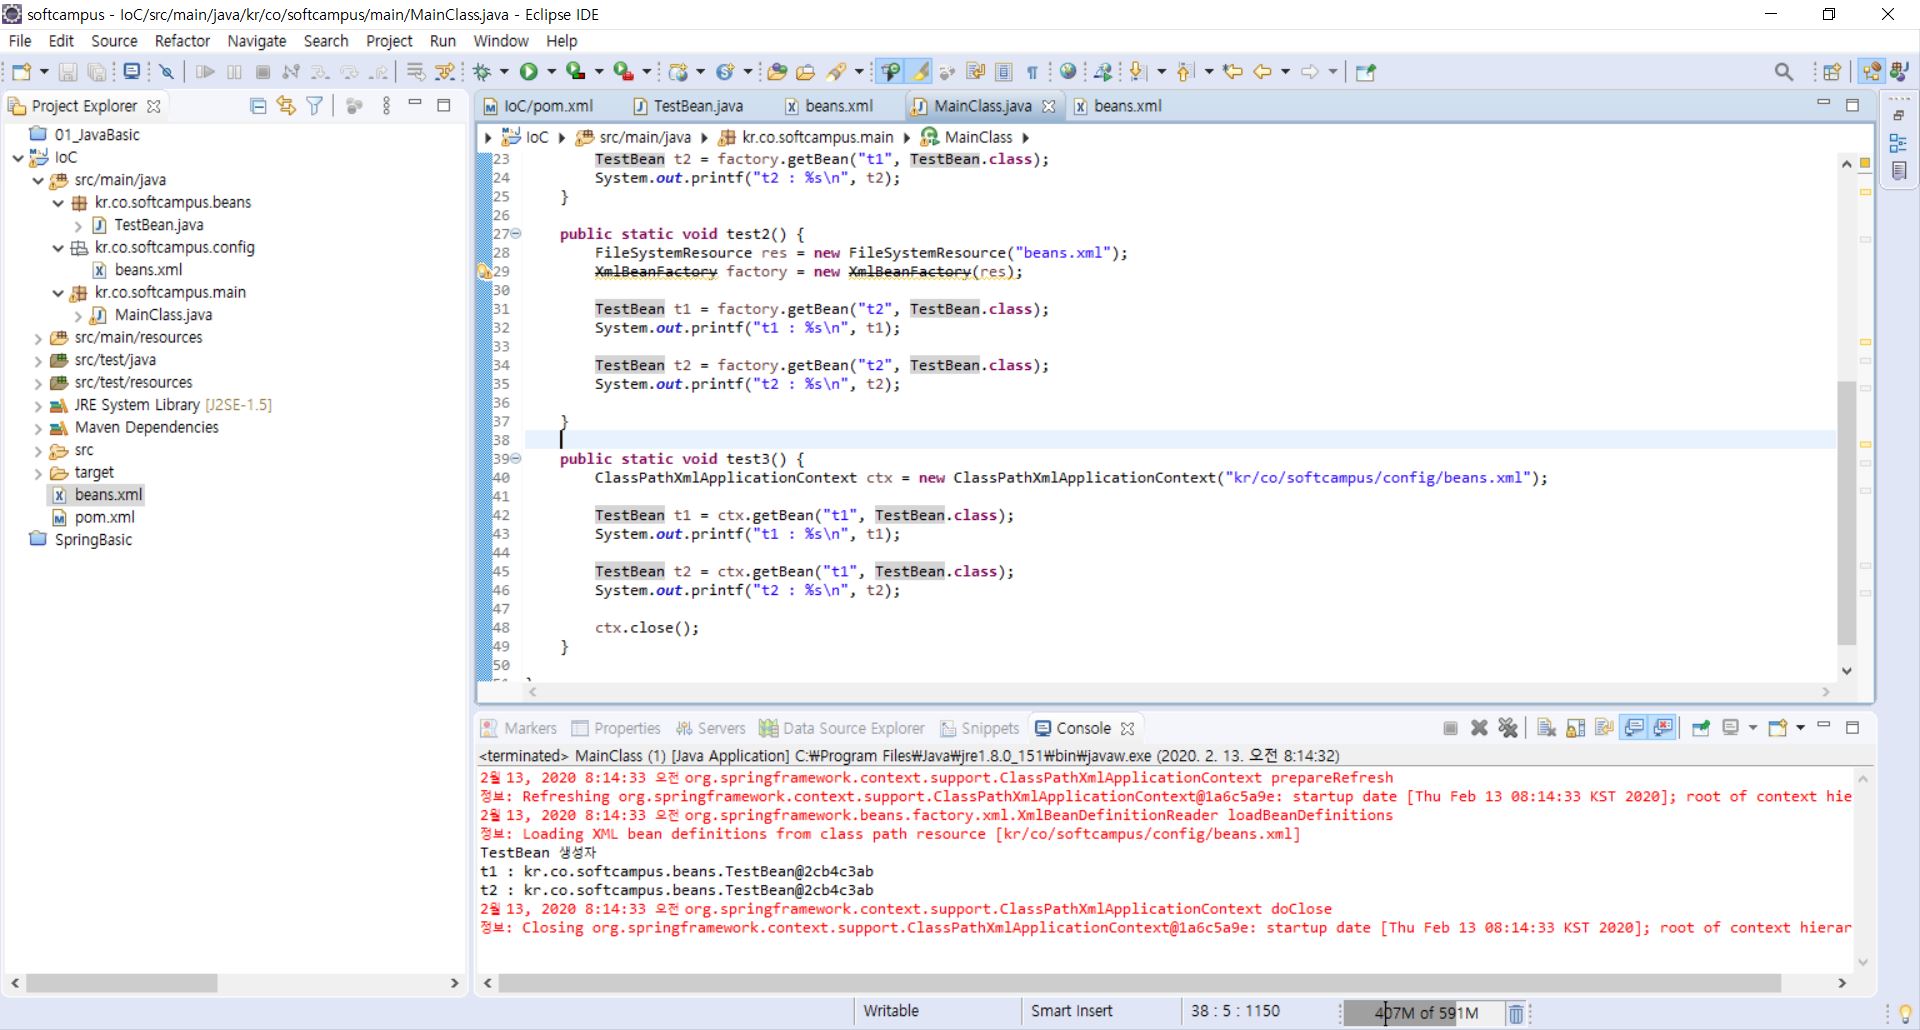 softcampus - IoC/src/main/java/kr/co/softcampus/main/MainClass.java - Eclipse IDE
File Edit Source Refactor Navigate Search Project Run Window Help
Project Explorer
01_JavaBasic
IoC
src/main/java
kr.co.softcampus.beans
TestBean.java
kr.co.softcampus.config
beans.xml
kr.co.softcampus.main
MainClass.java
src/main/resources
src/test/java
src/test/resources
JRE System Library [J2SE-1.5]
Maven Dependencies
src
target
beans.xml
pom.xml
SpringBasic
IoC/pom.xml TestBean.java beans.xml MainClass.java beans.xml
IoC src/main/java kr.co.softcampus.main MainClass
23 TestBean t2 = factory.getBean("t1", TestBean.class);
24 System.out.printf("t2 : %s\n", t2);
25 }
26
27 public static void test2() {
28 FileSystemResource res = new FileSystemResource("beans.xml");
29 XmlBeanFactory factory = new XmlBeanFactory(res);
30
31 TestBean t1 = factory.getBean("t2", TestBean.class);
32 System.out.printf("t1 : %s\n", t1);
33
34 TestBean t2 = factory.getBean("t2", TestBean.class);
35 System.out.printf("t2 : %s\n", t2);
36
37 }
38
39 public static void test3() {
40 ClassPathXmlApplicationContext ctx = new ClassPathXmlApplicationContext("kr/co/softcampus/config/beans.xml");
41
42 TestBean t1 = ctx.getBean("t1", TestBean.class);
43 System.out.printf("t1 : %s\n", t1);
44
45 TestBean t2 = ctx.getBean("t1", TestBean.class);
46 System.out.printf("t2 : %s\n", t2);
47
48 ctx.close();
49 }
50
Markers Properties Servers Data Source Explorer Snippets Console
<terminated> MainClass (1) [Java Application] C:₩Program Files₩Java₩jre1.8.0_151₩bin₩javaw.exe (2020. 2. 13. 오전 8:14:32)
2월 13, 2020 8:14:33 오전 org.springframework.context.support.ClassPathXmlApplicationContext prepareRefresh
정보: Refreshing org.springframework.context.support.ClassPathXmlApplicationContext@1a6c5a9e: startup date [Thu Feb 13 08:14:33 KST 2020]; root of context hie
2월 13, 2020 8:14:33 오전 org.springframework.beans.factory.xml.XmlBeanDefinitionReader loadBeanDefinitions
정보: Loading XML bean definitions from class path resource [kr/co/softcampus/config/beans.xml]
TestBean 생성자
t1 : kr.co.softcampus.beans.TestBean@2cb4c3ab
t2 : kr.co.softcampus.beans.TestBean@2cb4c3ab
2월 13, 2020 8:14:33 오전 org.springframework.context.support.ClassPathXmlApplicationContext doClose
정보: Closing org.springframework.context.support.ClassPathXmlApplicationContext@1a6c5a9e: startup date [Thu Feb 13 08:14:33 KST 2020]; root of context hierar
Writable Smart Insert 38 : 5 : 1150 407M of 591M